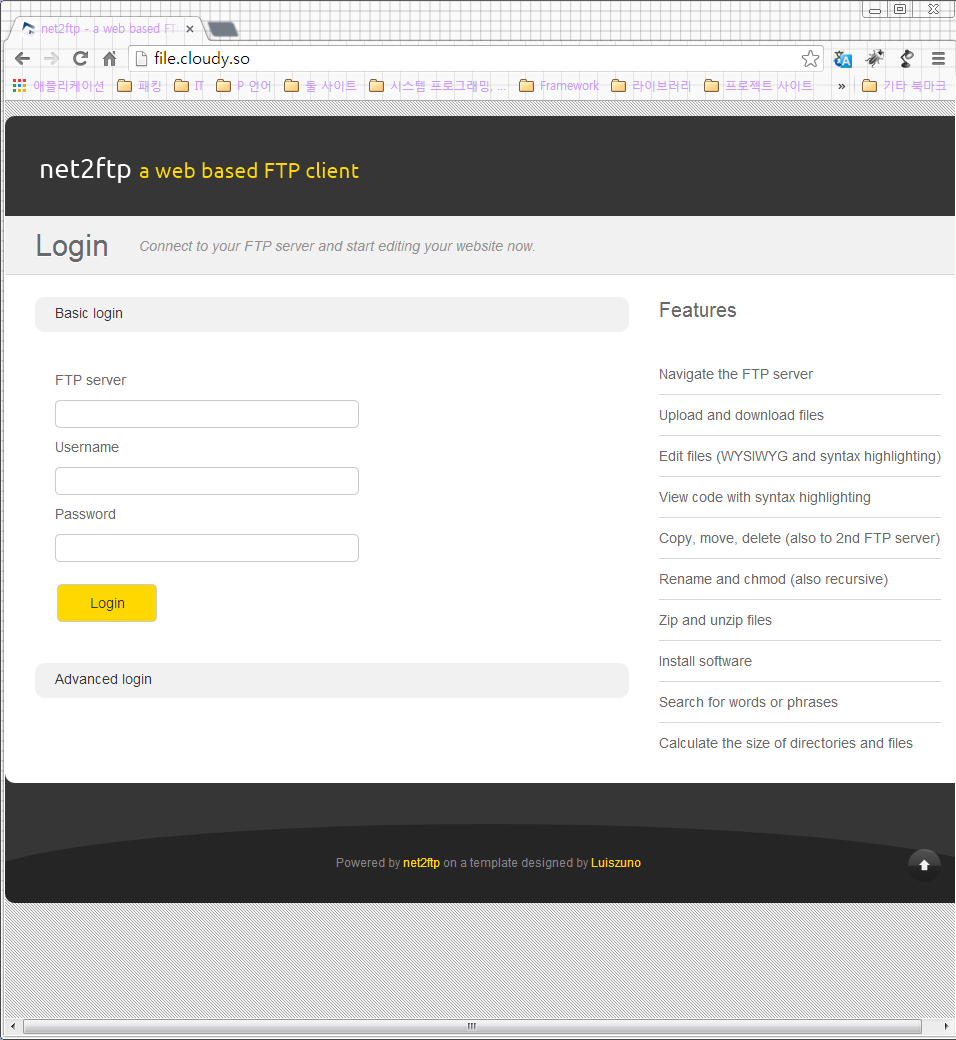 net2ftp - a web based FT
file.cloudy.so
애플리케이션 패킹 IT P 언어 툴 사이트 시스템 프로그래밍, ... Framework 라이브러리 프로젝트 사이트 » 기타 북마크
net2ftp a web based FTP client
Login Connect to your FTP server and start editing your website now.
Basic login
FTP server
Username
Password
Login
Advanced login
Features
Navigate the FTP server
Upload and download files
Edit files (WYSIWYG and syntax highlighting)
View code with syntax highlighting
Copy, move, delete (also to 2nd FTP server)
Rename and chmod (also recursive)
Zip and unzip files
Install software
Search for words or phrases
Calculate the size of directories and files
Powered by net2ftp on a template designed by Luiszuno